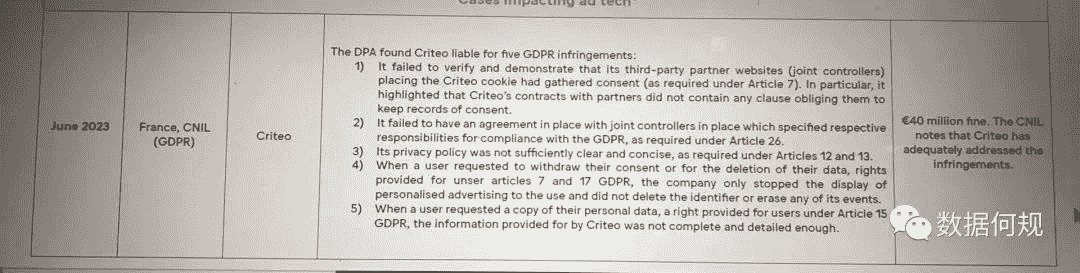 Cases impacting ad tech
June 2023
France, CNIL
(GDPR)
Criteo
The DPA found Criteo liable for five GDPR infringements:
1) It failed to verify and demonstrate that its third-party partner websites (joint controllers)
placing the Criteo cookie had gathered consent (as required under Article 7). In particular, it
highlighted that Criteo's contracts with partners did not contain any clause obliging them to
keep records of consent.
2) It failed to have an agreement in place with joint controllers in place which specified respective
responsibilities for compliance with the GDPR, as required under Article 26.
3) Its privacy policy was not sufficiently clear and concise, as required under Articles 12 and 13.
4) When a user requested to withdraw their consent or for the deletion of their data, rights
provided for unser articles 7 and 17 GDPR, the company only stopped the display of
personalised advertising to the use and did not delete the identifier or erase any of its events.
5) When a user requested a copy of their personal data, a right provided for users under Article 15
GDPR, the information provided for by Criteo was not complete and detailed enough.
€40 million fine. The CNIL
notes that Criteo has
adequately addressed the
infringements.
数据何规